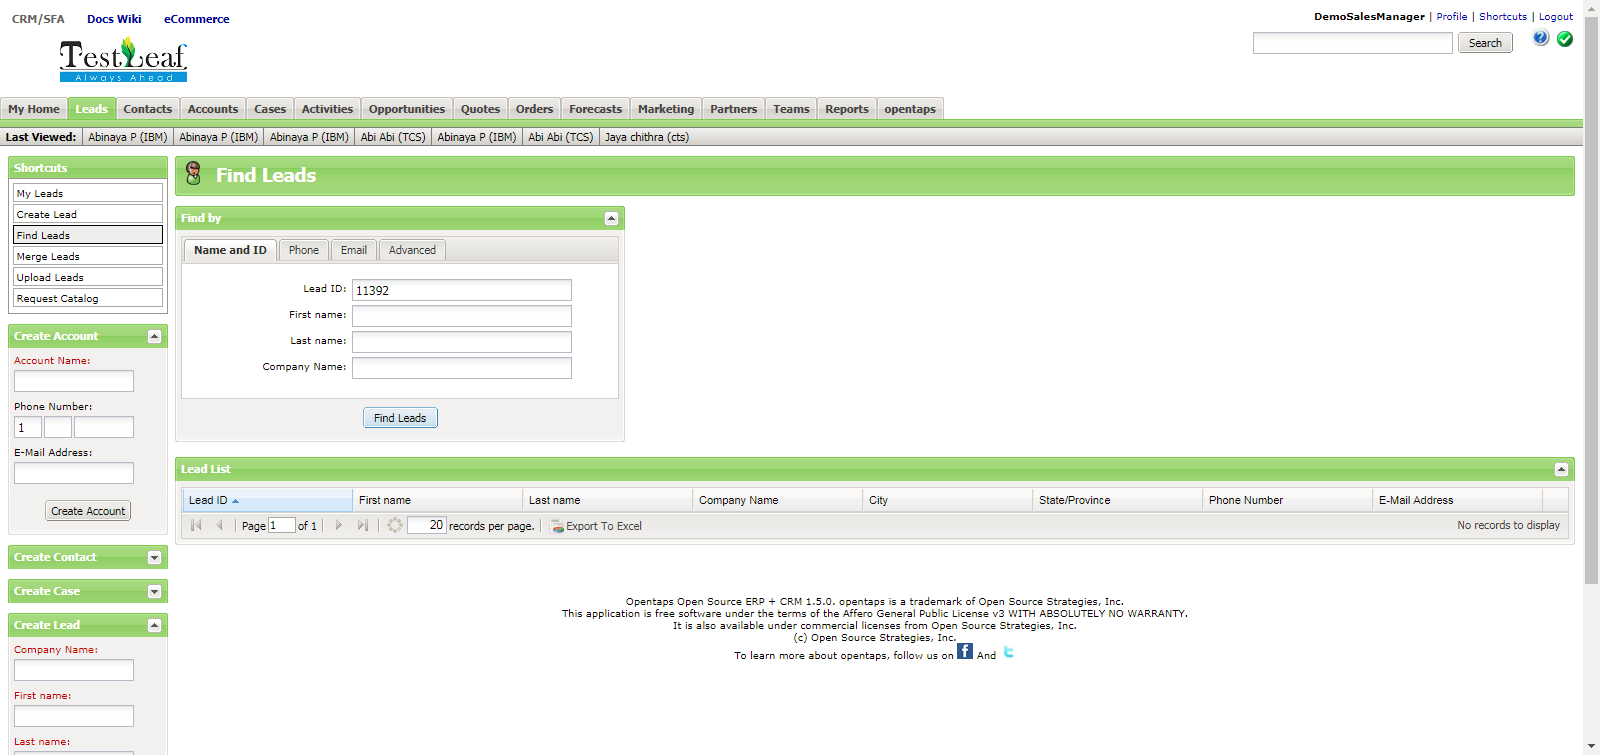 CRM/SFA Docs Wiki eCommerce
DemoSalesManager | Profile | Shortcuts | Logout
TestLeaf
Always Ahead
Search
My Home Leads Contacts Accounts Cases Activities Opportunities Quotes Orders Forecasts Marketing Partners Teams Reports opentaps
Last Viewed: Abinaya P (IBM) Abinaya P (IBM) Abinaya P (IBM) Abi Abi (TCS) Abinaya P (IBM) Abi Abi (TCS) Jaya chithra (cts)
Shortcuts
My Leads
Create Lead
Find Leads
Merge Leads
Upload Leads
Request Catalog
Create Account
Account Name:
Phone Number:
1
E-Mail Address:
Create Account
Create Contact
Create Case
Create Lead
Company Name:
First name:
Last name:
Find Leads
Find by
Name and ID Phone Email Advanced
Lead ID: 11392
First name:
Last name:
Company Name:
Find Leads
Lead List
Lead ID First name Last name Company Name City State/Province Phone Number E-Mail Address
Page 1 of 1 20 records per page. Export To Excel No records to display
Opentaps Open Source ERP + CRM 1.5.0. opentaps is a trademark of Open Source Strategies, Inc.
This application is free software under the terms of the Affero General Public License v3 WITH ABSOLUTELY NO WARRANTY.
It is also available under commercial licenses from Open Source Strategies, Inc.
(c) Open Source Strategies, Inc.
To learn more about opentaps, follow us on f And t